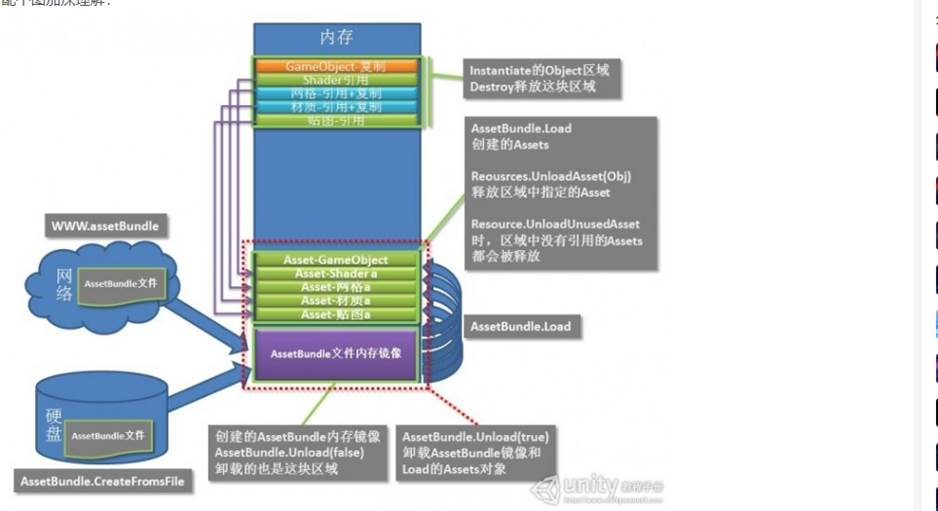 配个图加深理解：
内存
GameObject-复制
Shader引用
网格-引用+复制
材质-引用+复制
贴图-引用
Instantiate的Object区域
Destroy释放这块区域
AssetBundle.Load
创建的Assets
Reousrces.UnloadAsset(Obj)
释放区域中指定的Asset
Resource.UnloadUnusedAsset
时，区域中没有引用的Assets
都会被释放
WWW.assetBundle
网络
AssetBundle文件
Asset-GameObject
Asset-Shader a
Asset-网格a
Asset-材质a
Asset-贴图a
AssetBundle.Load
AssetBundle文件内存镜像
硬盘
AssetBundle文件
AssetBundle.CreateFromsFile
创建的AssetBundle内存镜像
AssetBundle.Unload(false)
卸载的也是这块区域
AssetBundle.Unload(true)
卸载AssetBundle镜像和
Load的Assets对象
unity